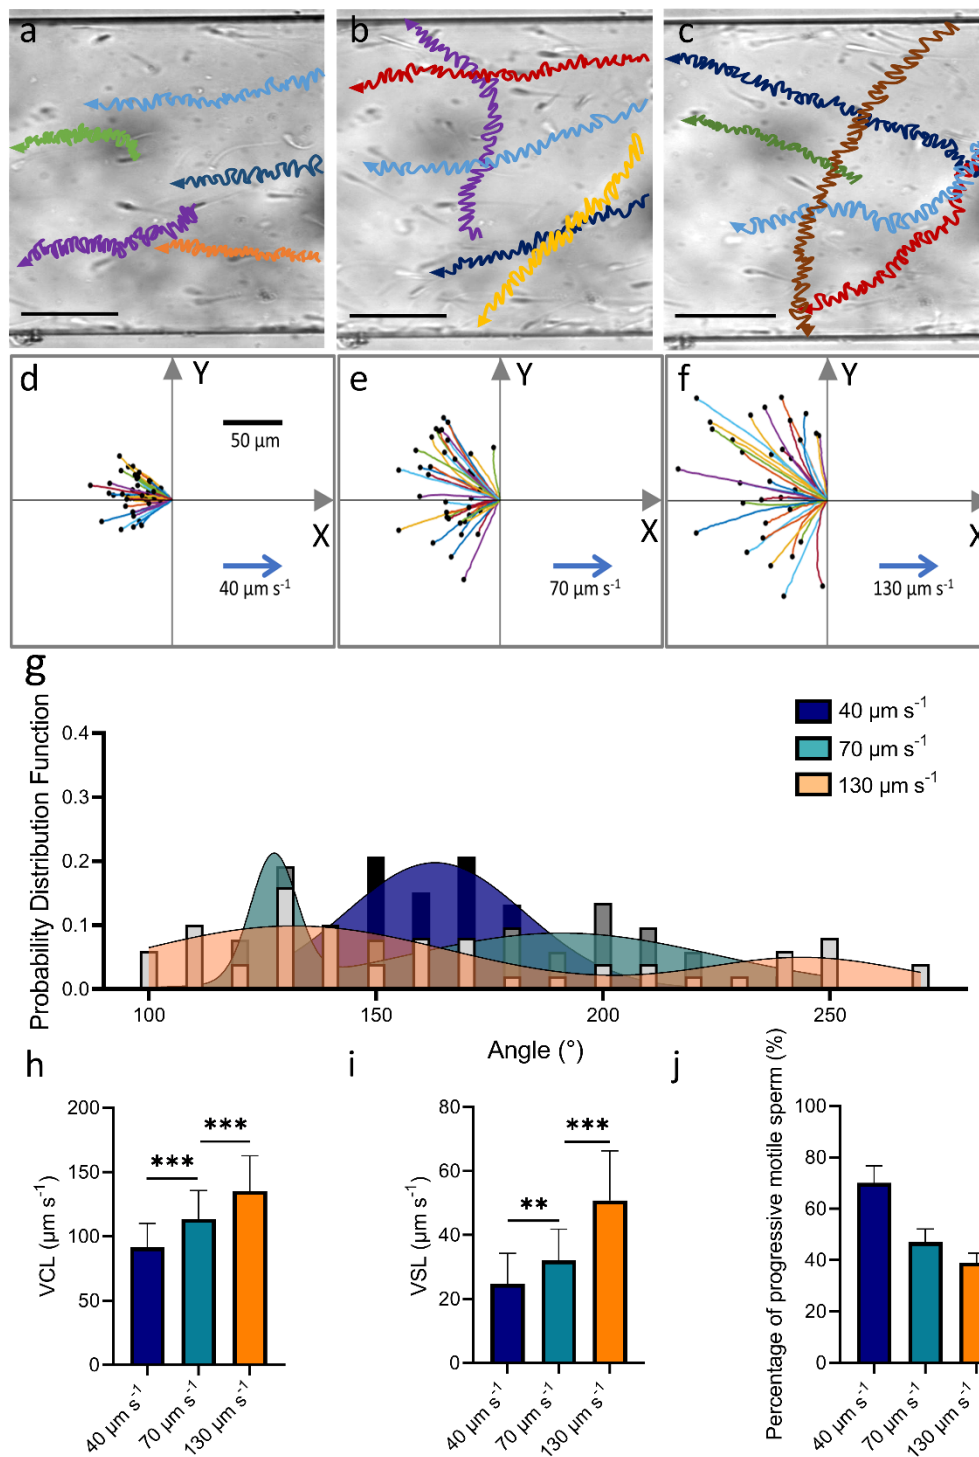 a
b
c
d
Y
50 µm
X
40 µm s-1
e
Y
X
70 µm s-1
f
Y
X
130 µm s-1
g
Probability Distribution Function
0.4
0.3
0.2
0.1
0.0
100
150
200
250
Angle (°)
40 µm s-1
70 µm s-1
130 µm s-1
h
VCL (µm s-1)
200
150
100
50
0
***
***
40 µm s-1
70 µm s-1
130 µm s-1
i
VSL (µm s-1)
80
60
40
20
0
**
***
40 µm s-1
70 µm s-1
130 µm s-1
j
Percentage of progressive motile sperm (%)
100
80
60
40
20
0
40 µm s-1
70 µm s-1
130 µm s-1